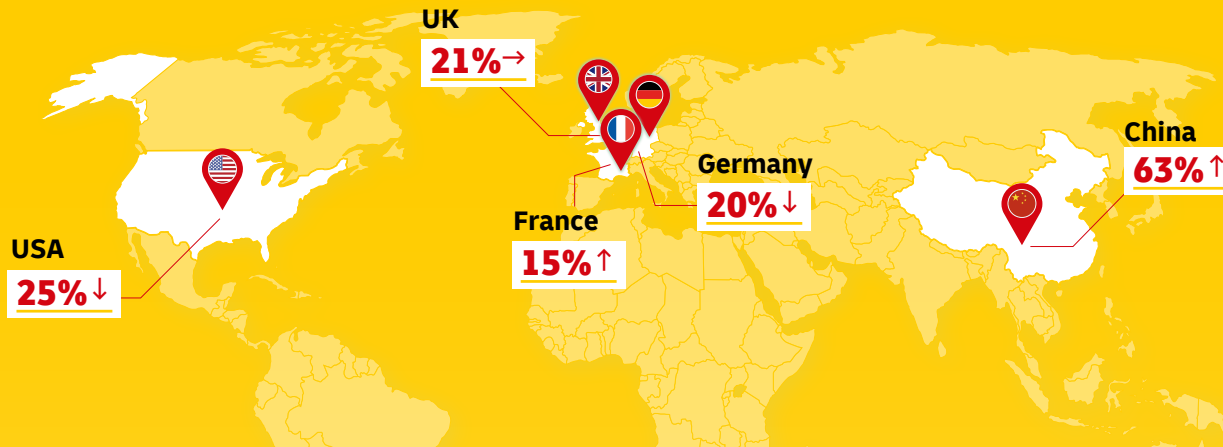 UK
21%→
China
63%↑
Germany
20%↓
France
15%↑
USA
25%↓